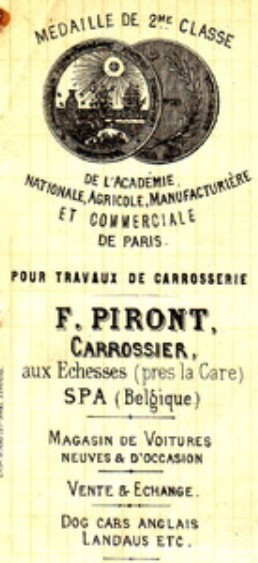 MÉDAILLE DE 2ME CLASSE
DE L'ACADÉMIE,
NATIONALE, AGRICOLE, MANUFACTURIÈRE
ET COMMERCIALE
DE PARIS.
POUR TRAVAUX DE CARROSSERIE
F. PIRONT,
CARROSSIER,
aux Echesses (pres la Gare)
SPA (Belgique)
MAGASIN DE VOITURES
NEUVES & D'OCCASION
VENTE & ECHANGE.
DOG CARS ANGLAIS
LANDAUS ETC.